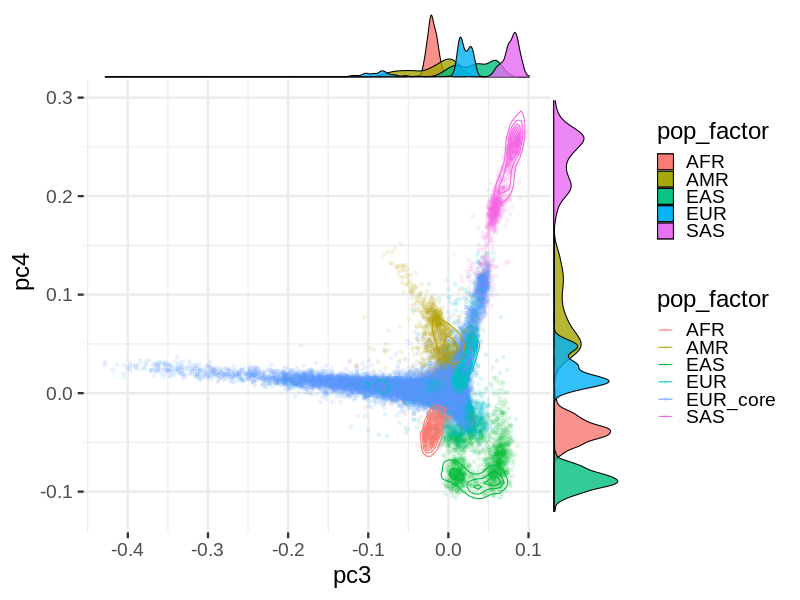 0.3
0.2
0.1
0.0
-0.1
pc4
-0.4
-0.3
-0.2
-0.1
0.0
0.1
pc3
pop_factor
AFR
AMR
EAS
EUR
SAS
pop_factor
AFR
AMR
EAS
EUR
EUR_core
SAS